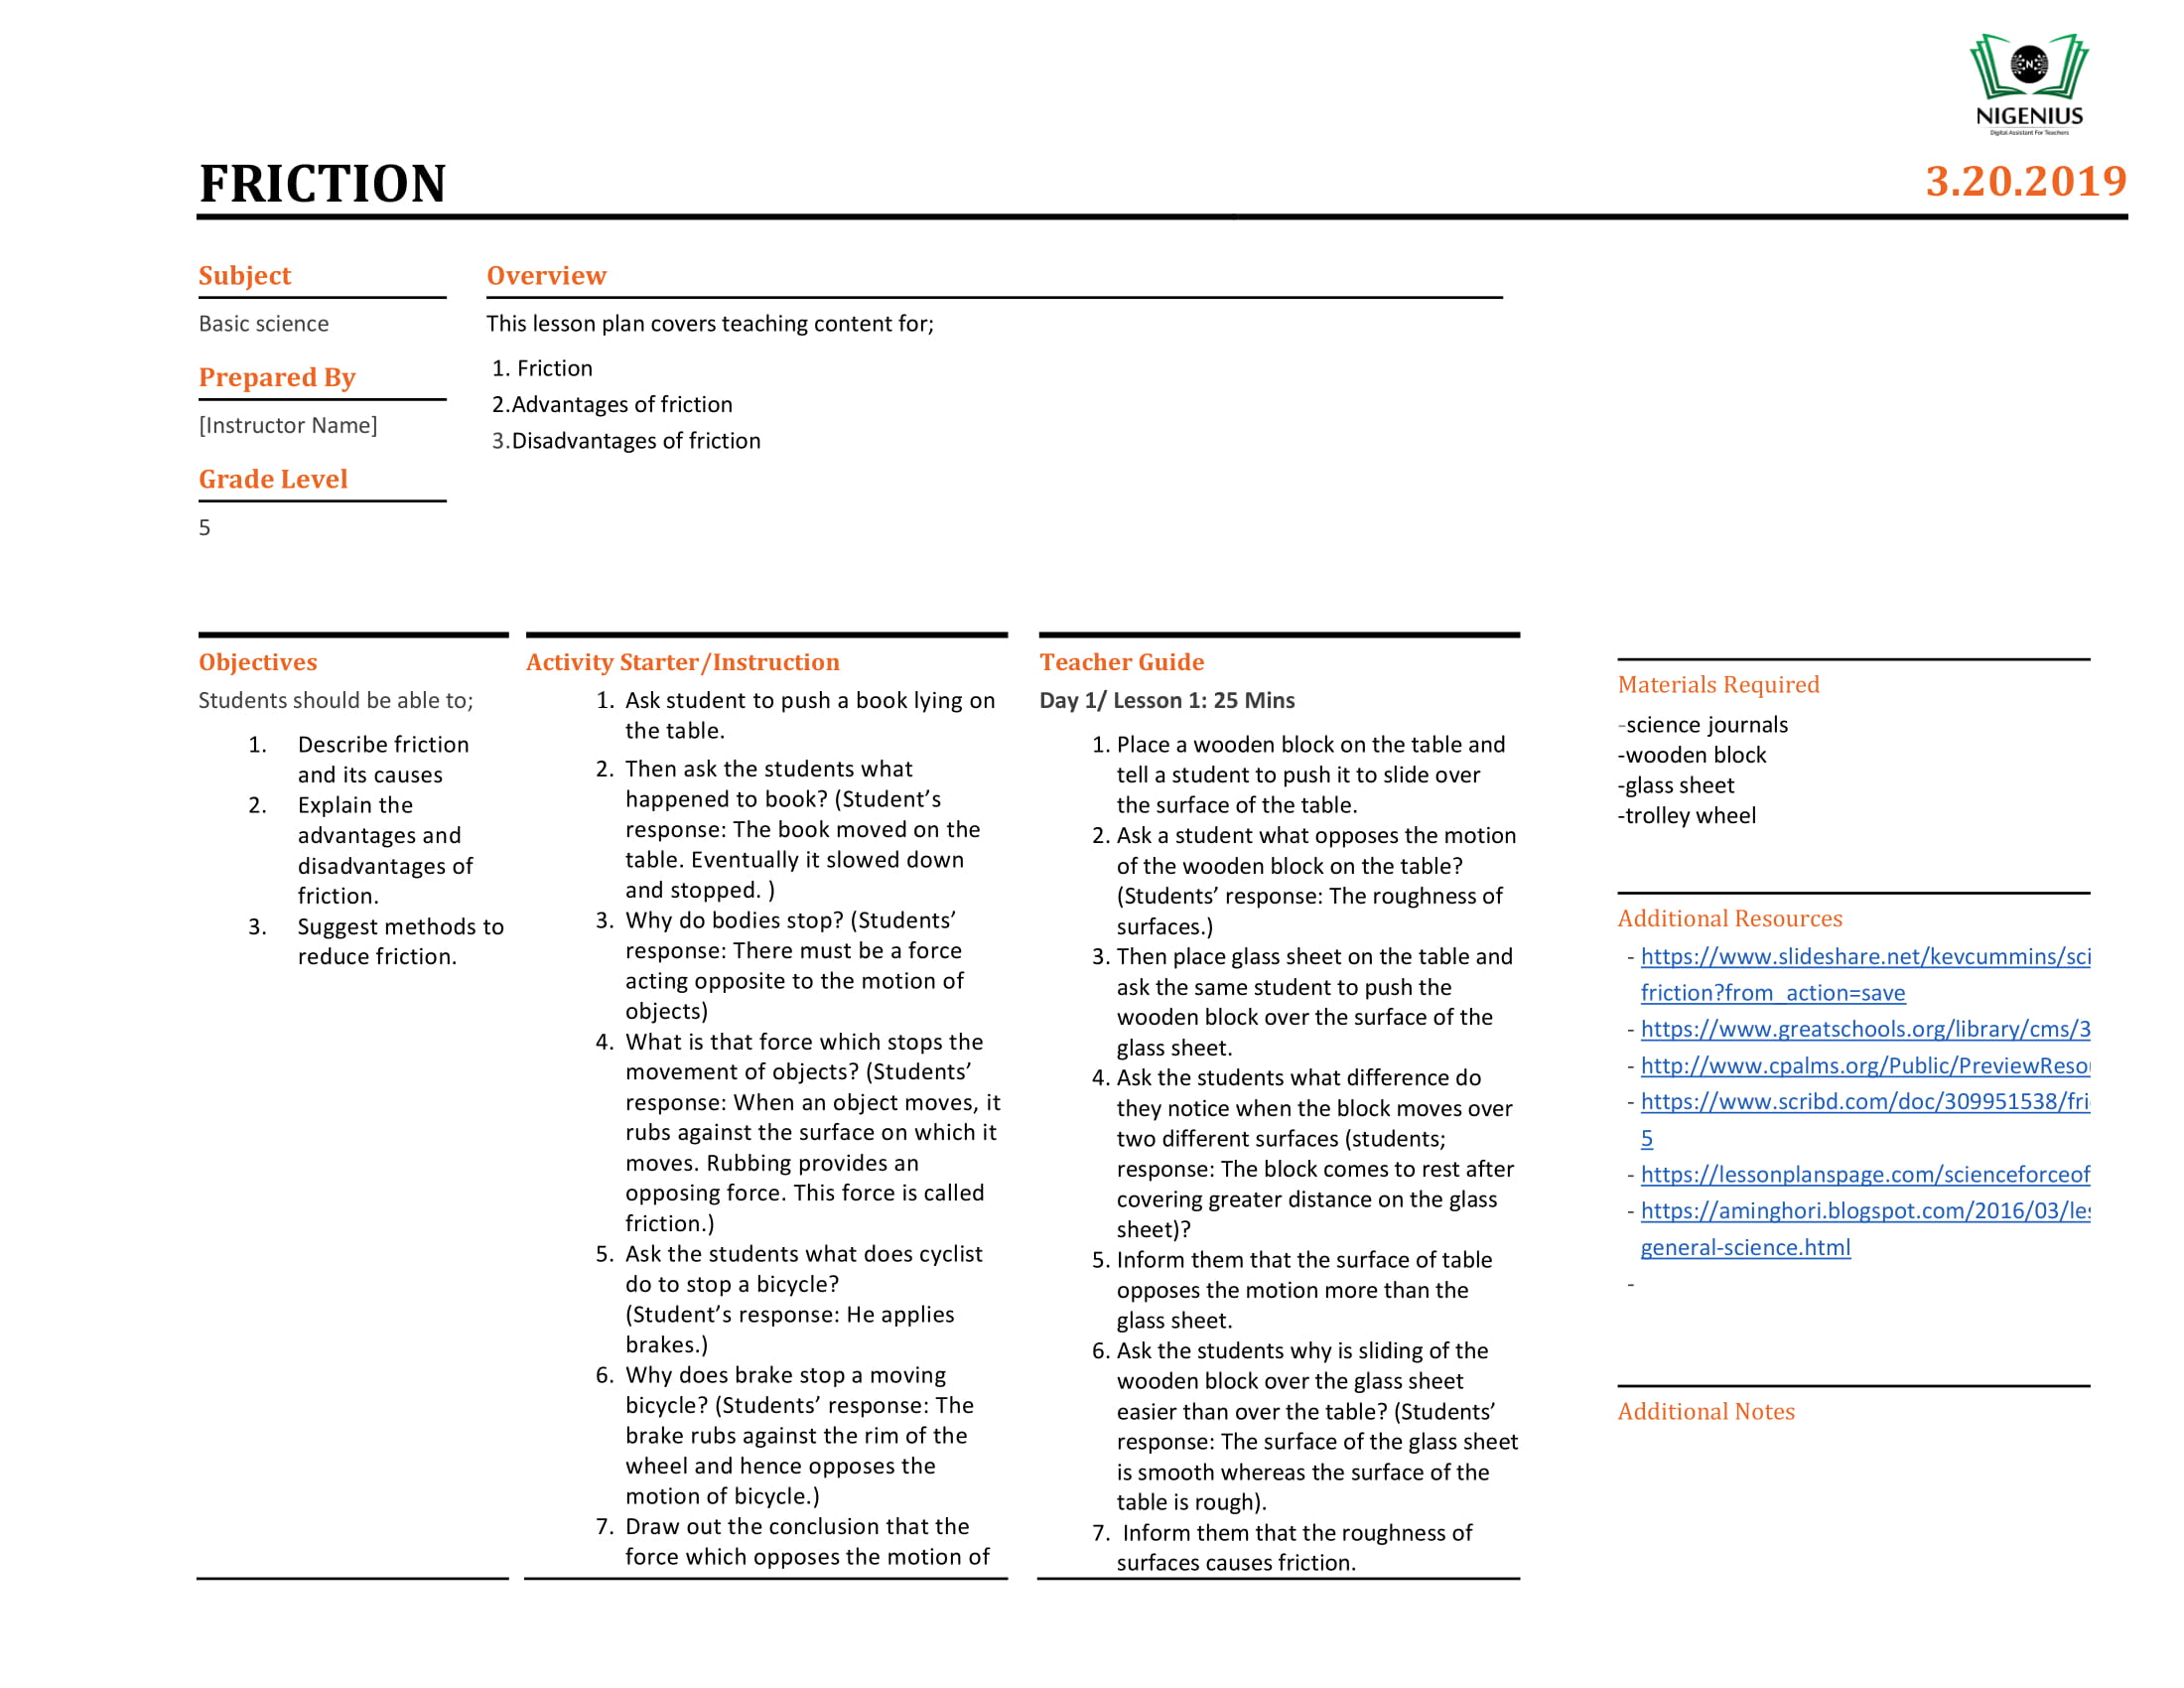 NIGENIUS
Digital Assistant For Teachers
FRICTION
3.20.2019
Subject
Basic science
Prepared By
[Instructor Name]
Grade Level
5
Overview
This lesson plan covers teaching content for;
1. Friction
2.Advantages of friction
3.Disadvantages of friction
Objectives
Students should be able to;
1. Describe friction
and its causes
2. Explain the
advantages and
disadvantages of
friction.
3. Suggest methods to
reduce friction.
Activity Starter/Instruction
1. Ask student to push a book lying on
the table.
2. Then ask the students what
happened to book? (Student’s
response: The book moved on the
table. Eventually it slowed down
and stopped. )
3. Why do bodies stop? (Students’
response: There must be a force
acting opposite to the motion of
objects)
4. What is that force which stops the
movement of objects? (Students’
response: When an object moves, it
rubs against the surface on which it
moves. Rubbing provides an
opposing force. This force is called
friction.)
5. Ask the students what does cyclist
do to stop a bicycle?
(Student’s response: He applies
brakes.)
6. Why does brake stop a moving
bicycle? (Students’ response: The
brake rubs against the rim of the
wheel and hence opposes the
motion of bicycle.)
7. Draw out the conclusion that the
force which opposes the motion of
Teacher Guide
Day 1/ Lesson 1: 25 Mins
1. Place a wooden block on the table and
tell a student to push it to slide over
the surface of the table.
2. Ask a student what opposes the motion
of the wooden block on the table?
(Students’ response: The roughness of
surfaces.)
3. Then place glass sheet on the table and
ask the same student to push the
wooden block over the surface of the
glass sheet.
4. Ask the students what difference do
they notice when the block moves over
two different surfaces (students;
response: The block comes to rest after
covering greater distance on the glass
sheet)?
5. Inform them that the surface of table
opposes the motion more than the
glass sheet.
6. Ask the students why is sliding of the
wooden block over the glass sheet
easier than over the table? (Students’
response: The surface of the glass sheet
is smooth whereas the surface of the
table is rough).
7. Inform them that the roughness of
surfaces causes friction.
Materials Required
-science journals
-wooden block
-glass sheet
-trolley wheel
Additional Resources
- https://www.slideshare.net/kevcummins/sci
friction?from_action=save
- https://www.greatschools.org/library/cms/3
- http://www.cpalms.org/Public/PreviewReso
- https://www.scribd.com/doc/309951538/fri
5
- https://lessonplanspage.com/scienceforceof
- https://aminghori.blogspot.com/2016/03/les
general-science.html
-
Additional Notes